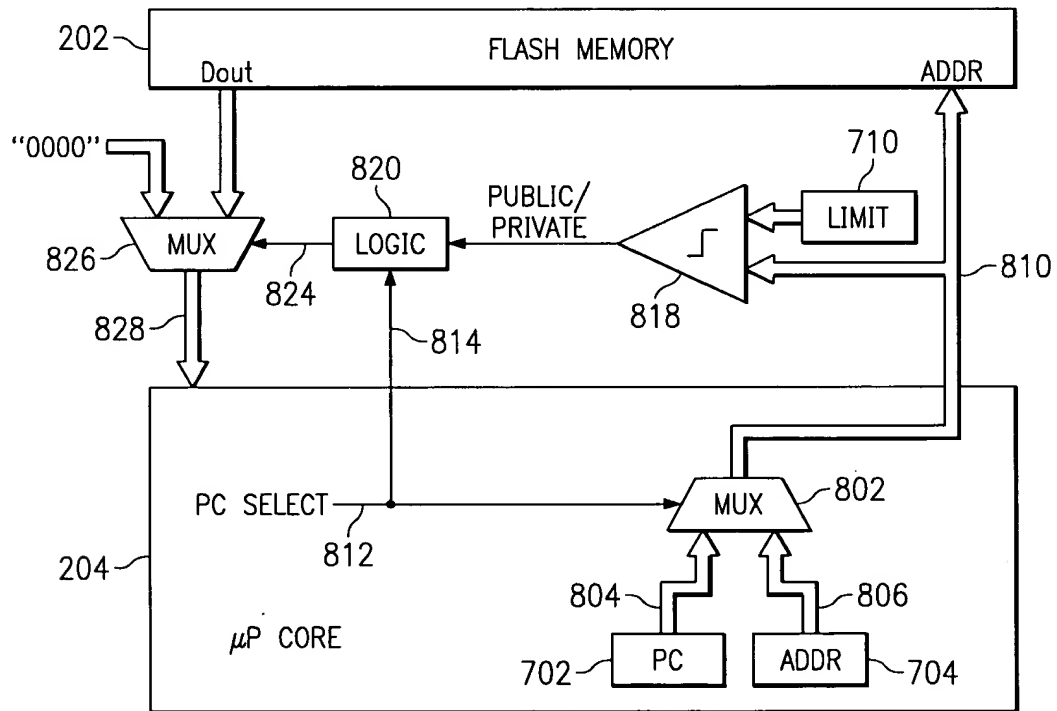 202
FLASH MEMORY
Dout
ADDR
"0000"
820
PUBLIC/
PRIVATE
710
LIMIT
MUX
LOGIC
826
824
818
810
828
814
PC SELECT
812
MUX
802
204
804
806
μP CORE
702
PC
ADDR
704